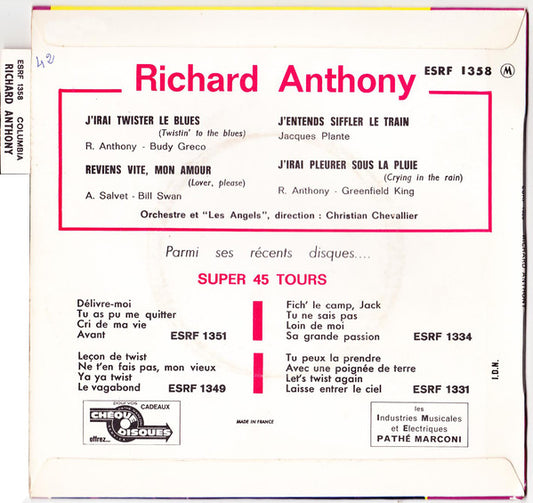 ESRF 1358 COLUMBIA
RICHARD ANTHONY
42
Richard Anthony
ESRF 1358 M
J'IRAI TWISTER LE BLUES
(Twistin' to the blues)
R. Anthony - Budy Greco
REVIENS VITE, MON AMOUR
(Lover, please)
A. Salvet - Bill Swan
J'ENTENDS SIFFLER LE TRAIN
Jacques Plante
J'IRAI PLEURER SOUS LA PLUIE
(Crying in the rain)
R. Anthony - Greenfield King
Orchestre et "Les Angels", direction : Christian Chevallier
Parmi ses récents disques....
SUPER 45 TOURS
Délivre-moi
Tu as pu me quitter
Cri de ma vie
Avant ESRF 1351
Fich' le camp, Jack
Tu ne sais pas
Loin de moi
Sa grande passion ESRF 1334
Leçon de twist
Ne t'en fais pas, mon vieux
Ya ya twist
Le vagabond ESRF 1349
Tu peux la prendre
Avec une poignée de terre
Let's twist again
Laisse entrer le ciel ESRF 1331
I.D.N.
pour vos CADEAUX
CHEQUE DISQUES
offrez...
MADE IN FRANCE
les
Industries Musicales
et Electriques
PATHÉ MARCONI
RICHARD ANTHONY